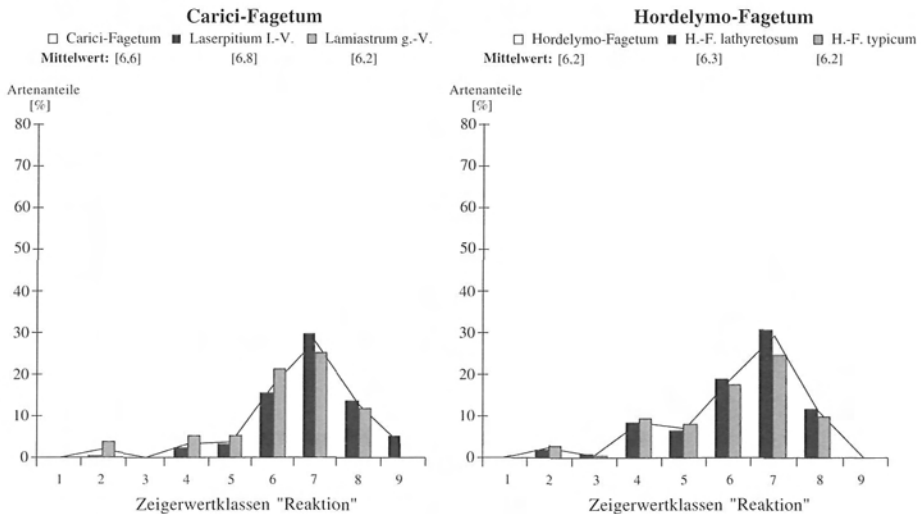 Carici-Fagetum
□ Carici-Fagetum ■ Laserpitium l.-V. ■ Lamiastrum g.-V.
Mittelwert: [6,6] [6,8] [6,2]
Artenanteile
[%]
80
70
60
50
40
30
20
10
0
1 2 3 4 5 6 7 8 9
Zeigerwertklassen "Reaktion"
Hordelymo-Fagetum
□ Hordelymo-Fagetum ■ H.-F. lathyretosum ■ H.-F. typicum
Mittelwert: [6.2] [6.3] [6.2]
Artenanteile
[%]
80
70
60
50
40
30
20
10
0
1 2 3 4 5 6 7 8 9
Zeigerwertklassen "Reaktion"